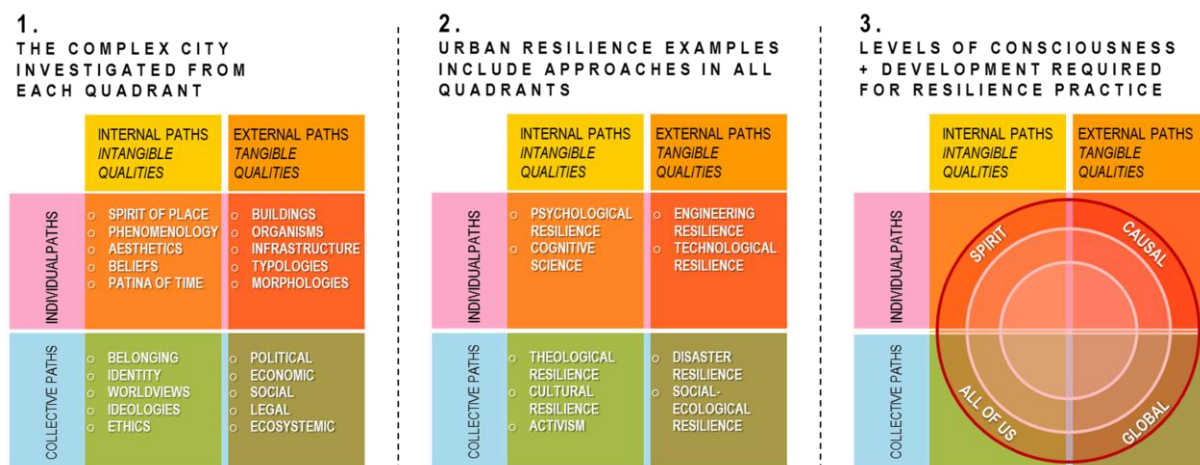 1.
THE COMPLEX CITY
INVESTIGATED FROM
EACH QUADRANT
INTERNAL PATHS
INTANGIBLE
QUALITIES
EXTERNAL PATHS
TANGIBLE
QUALITIES
INDIVIDUALPATHS
SPIRIT OF PLACE
PHENOMENOLOGY
AESTHETICS
BELIEFS
PATINA OF TIME
BUILDINGS
ORGANISMS
INFRASTRUCTURE
TYPOLOGIES
MORPHOLOGIES
COLLECTIVE PATHS
BELONGING
IDENTITY
WORLDVIEWS
IDEOLOGIES
ETHICS
POLITICAL
ECONOMIC
SOCIAL
LEGAL
ECOSYSTEMIC
2.
URBAN RESILIENCE EXAMPLES
INCLUDE APPROACHES IN ALL
QUADRANTS
INTERNAL PATHS
INTANGIBLE
QUALITIES
EXTERNAL PATHS
TANGIBLE
QUALITIES
INDIVIDUALPATHS
PSYCHOLOGICAL
RESILIENCE
COGNITIVE
SCIENCE
ENGINEERING
RESILIENCE
TECHNOLOGICAL
RESILIENCE
COLLECTIVE PATHS
THEOLOGICAL
RESILIENCE
CULTURAL
RESILIENCE
ACTIVISM
DISASTER
RESILIENCE
SOCIAL-
ECOLOGICAL
RESILIENCE
3.
LEVELS OF CONSCIOUSNESS
+ DEVELOPMENT REQUIRED
FOR RESILIENCE PRACTICE
INTERNAL PATHS
INTANGIBLE
QUALITIES
EXTERNAL PATHS
TANGIBLE
QUALITIES
INDIVIDUALPATHS
SPIRIT
CAUSAL
COLLECTIVE PATHS
ALL OF US
GLOBAL